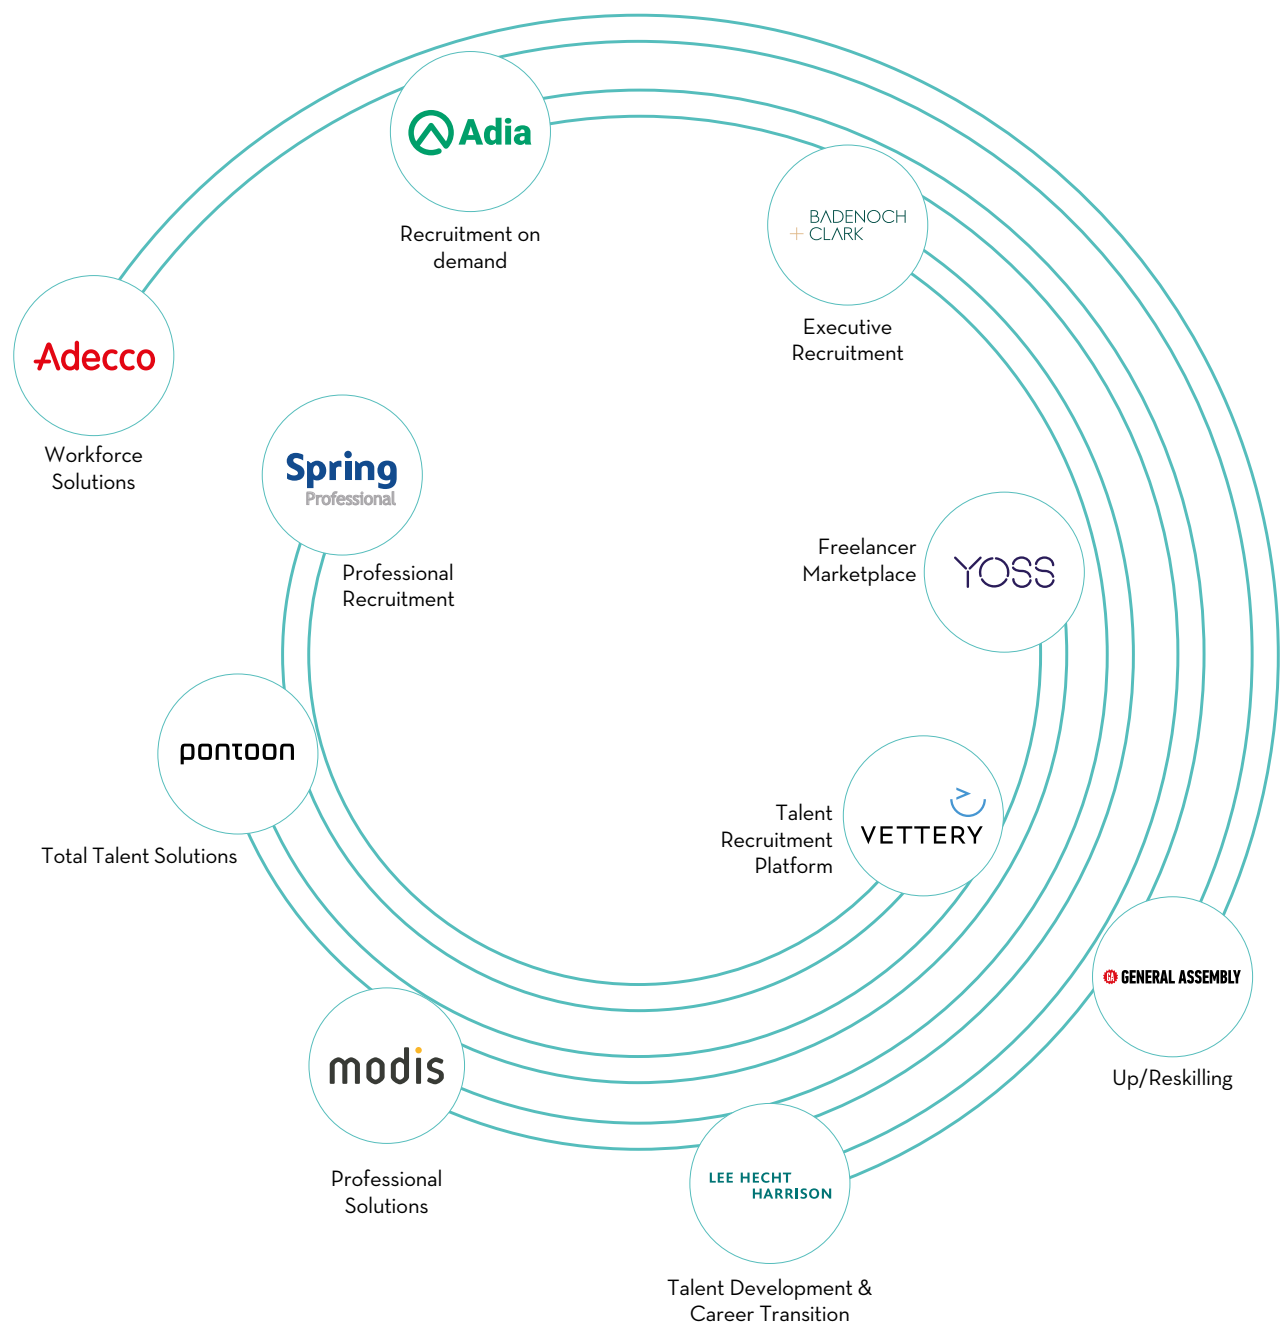 Adia
Recruitment on
demand
BADENOCH
+ CLARK
Executive
Recruitment
Adecco
Workforce
Solutions
Spring
Professional
Professional
Recruitment
Freelancer
Marketplace
YOSS
pontoon
Total Talent Solutions
Talent
Recruitment
Platform
VETTERY
GA GENERAL ASSEMBLY
Up/Reskilling
modis
Professional
Solutions
LEE HECHT
HARRISON
Talent Development &
Career Transition